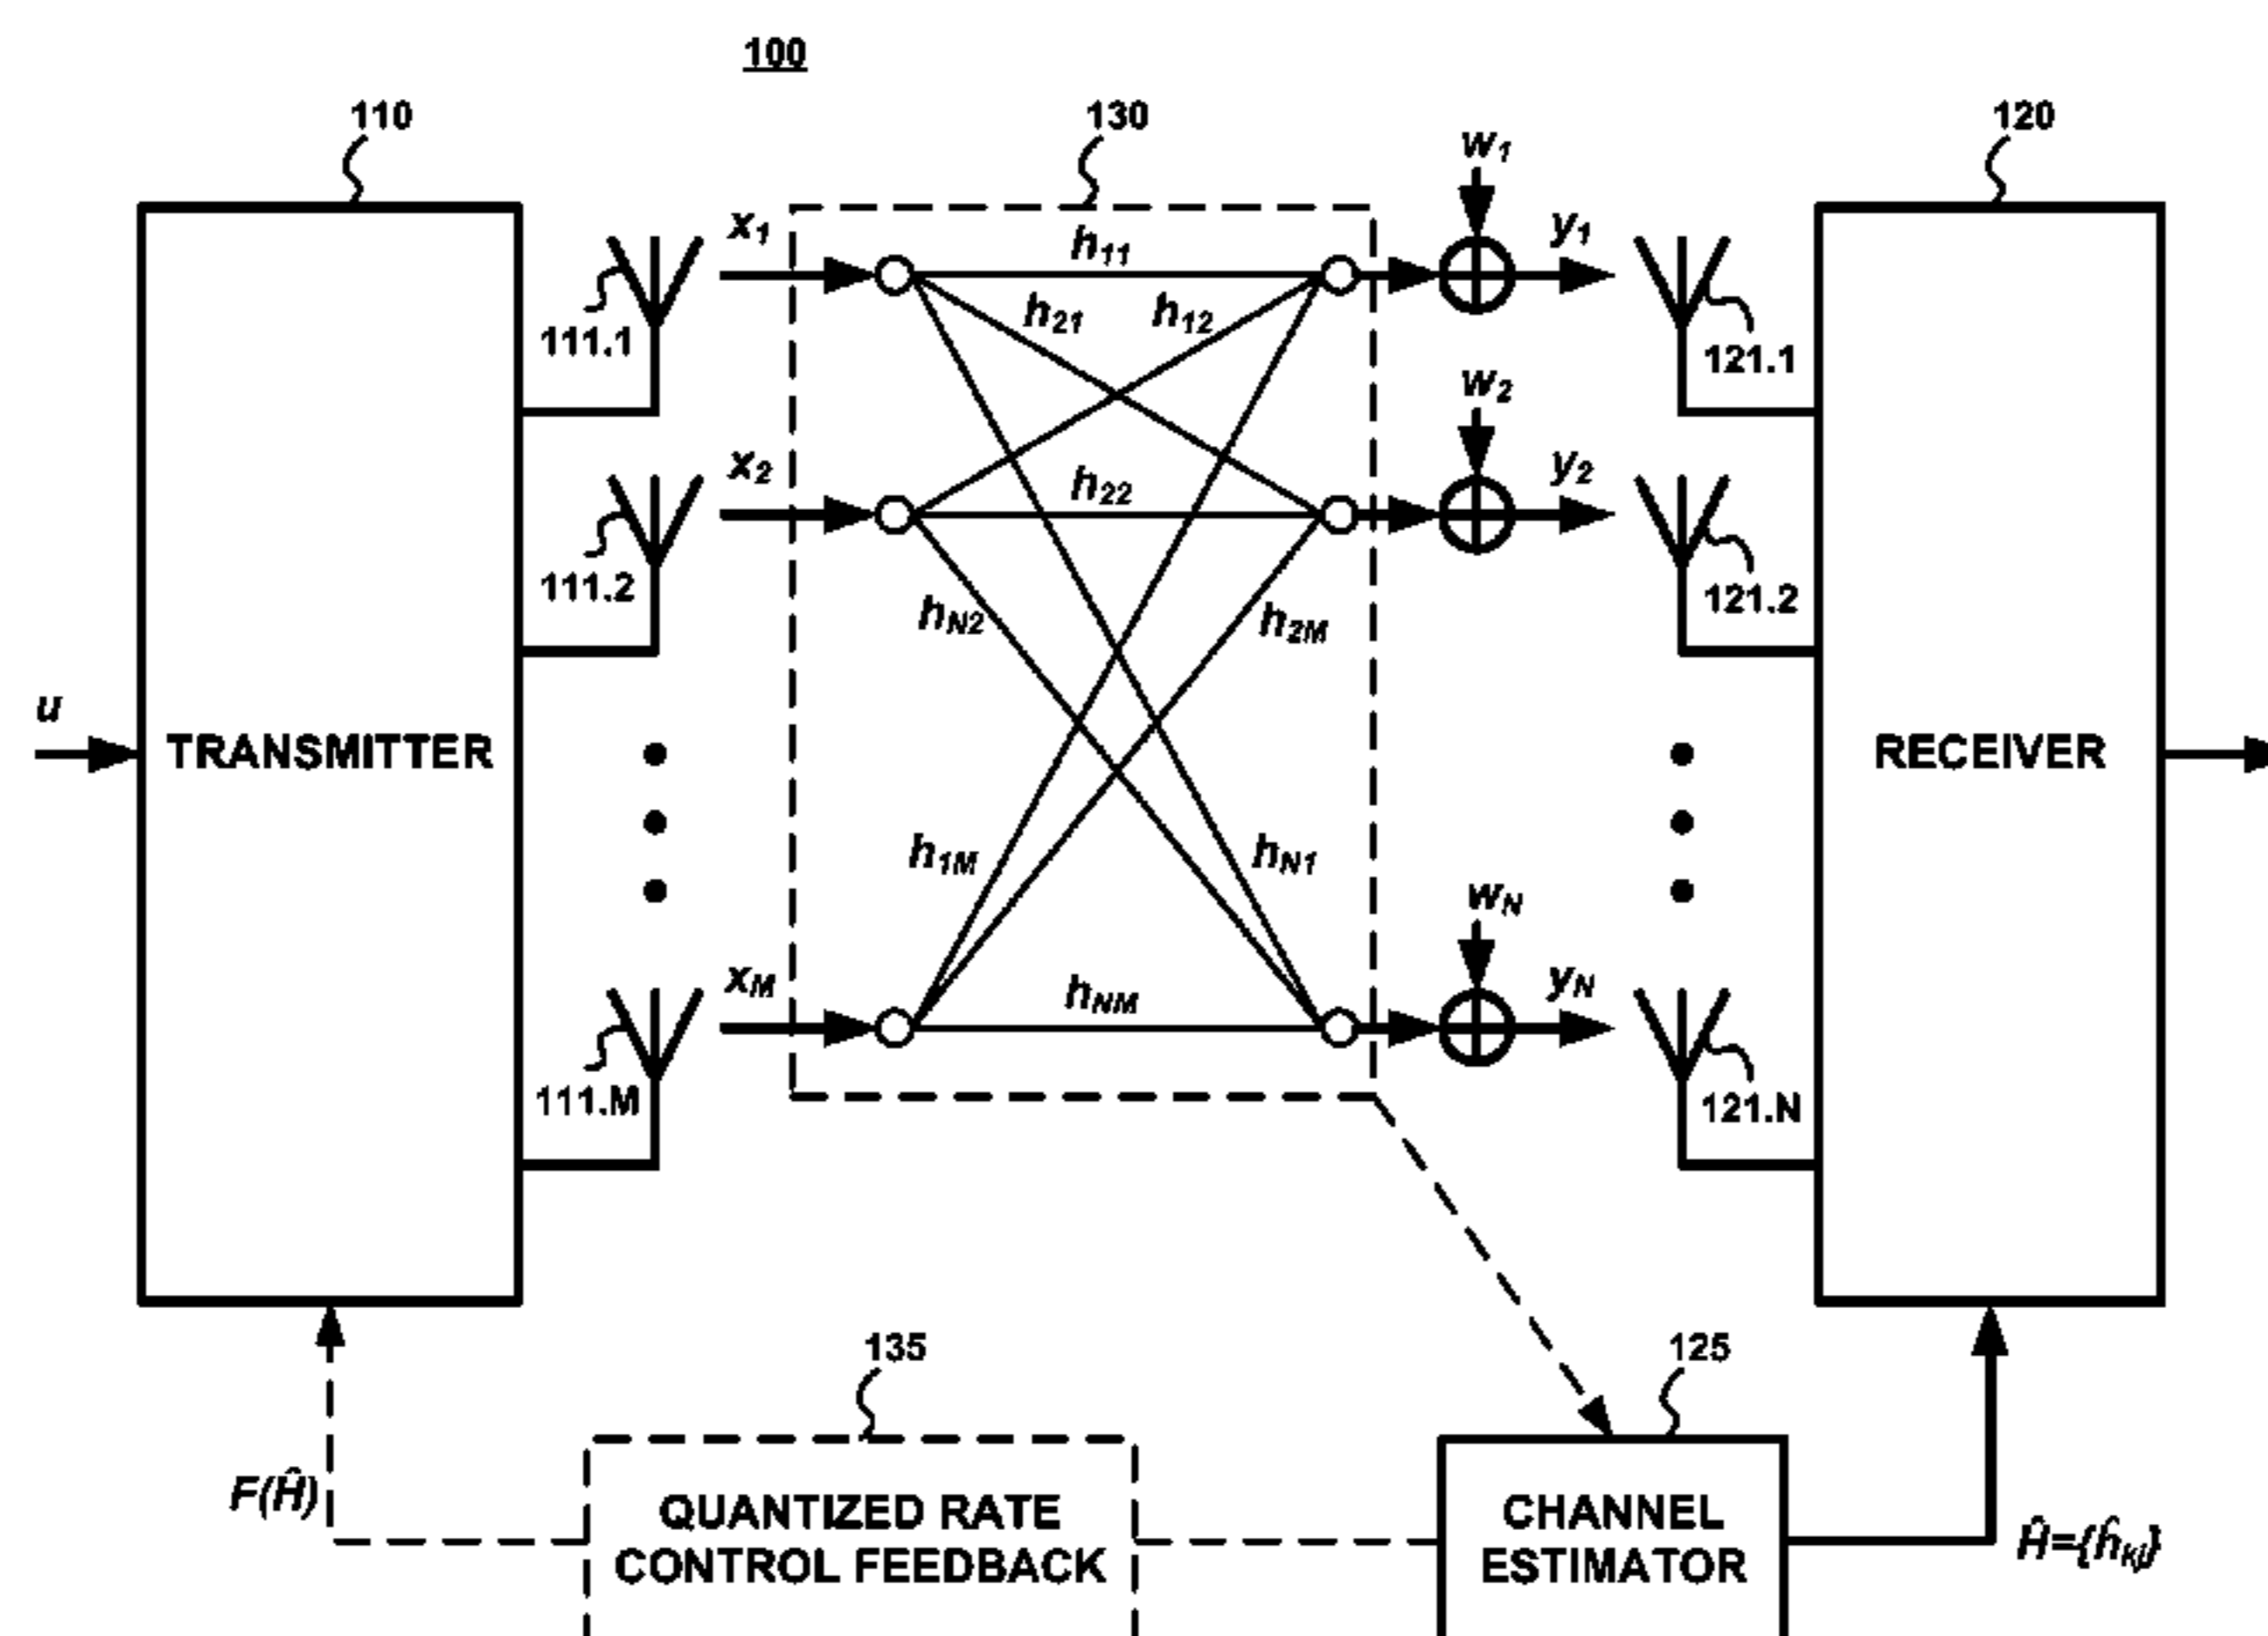 100
110
130
120
w1
x1
h11
y1
h21
h12
111.1
121.1
w2
x2
h22
y2
111.2
121.2
hN2
h2M
u
TRANSMITTER
RECEIVER
h1M
hN1
wN
xM
hNM
yN
111.M
121.N
135
125
F(Ĥ)
QUANTIZED RATE
CONTROL FEEDBACK
CHANNEL
ESTIMATOR
Ĥ={ĥkj}